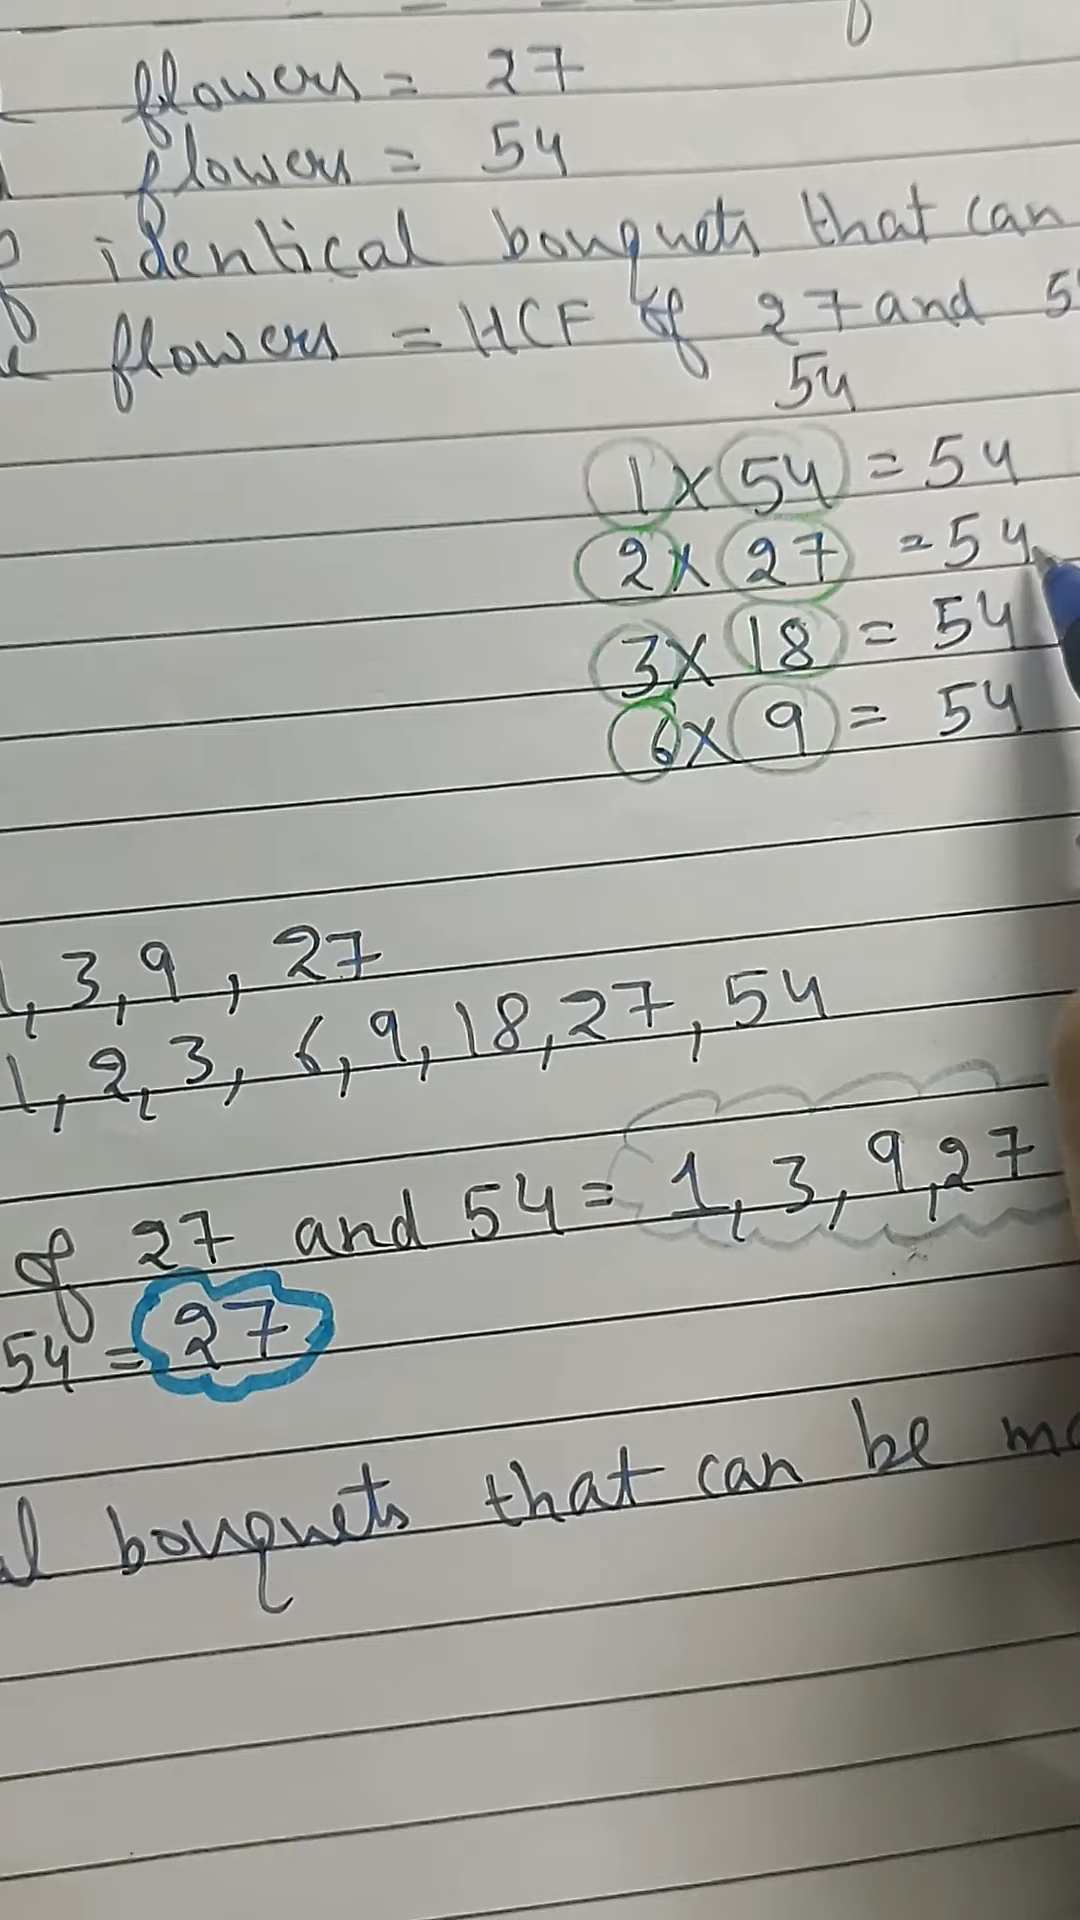 flowers = 27
flowers = 54
identical bouquets that can
flowers = HCF of 27 and 5
54
1 × 54 = 54
2 × 27 = 54
3 × 18 = 54
6 × 9 = 54
1, 3, 9, 27
1, 2, 3, 6, 9, 18, 27, 54
of 27 and 54 = 1, 3, 9, 27
54 = 27
bouquets that can be